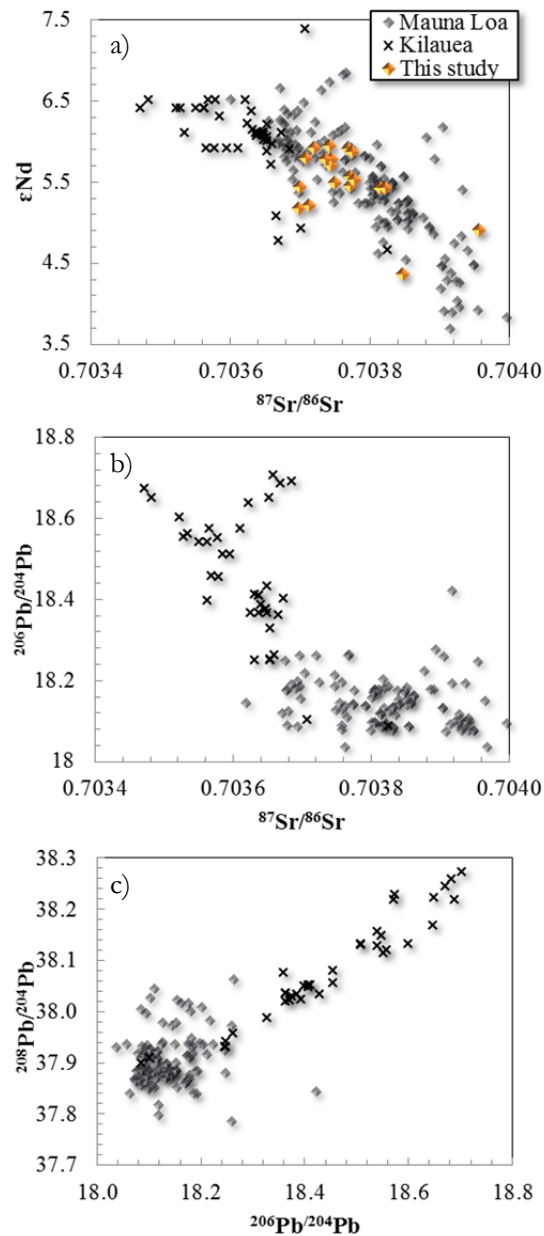 a)
Mauna Loa
Kilauea
This study
7.5
6.5
5.5
4.5
3.5
εNd
0.7034
0.7036
0.7038
0.704
⁸⁷Sr/⁸⁶Sr
b)
18.8
18.6
18.4
18.2
18
²⁰⁶Pb/²⁰⁴Pb
0.7034
0.7036
0.7038
0.704
⁸⁷Sr/⁸⁶Sr
c)
38.3
38.2
38.1
38.0
37.9
37.8
37.7
²⁰⁸Pb/²⁰⁴Pb
18.0
18.2
18.4
18.6
18.8
²⁰⁶Pb/²⁰⁴Pb